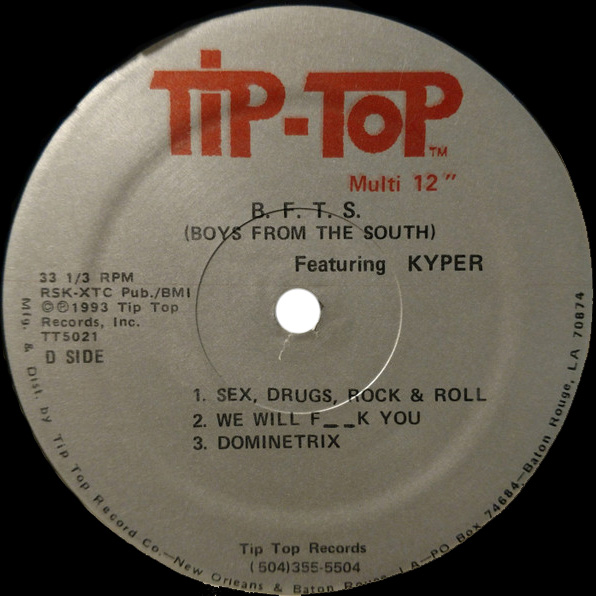 TIP-TOP™
Multi 12"
B. F. T. S.
(BOYS FROM THE SOUTH)
Featuring KYPER
33 1/3 RPM
RSK-XTC Pub./BMI
©℗1993 Tip Top
Records, Inc.
TT5021
D SIDE
1. SEX, DRUGS, ROCK & ROLL
2. WE WILL F__K YOU
3. DOMINETRIX
Tip Top Records
(504)355-5504
Mfg. & Dist. by Tip Top Record Co.—New Orleans & Baton Rouge, LA—PO Box 74684—Baton Rouge, LA 70874